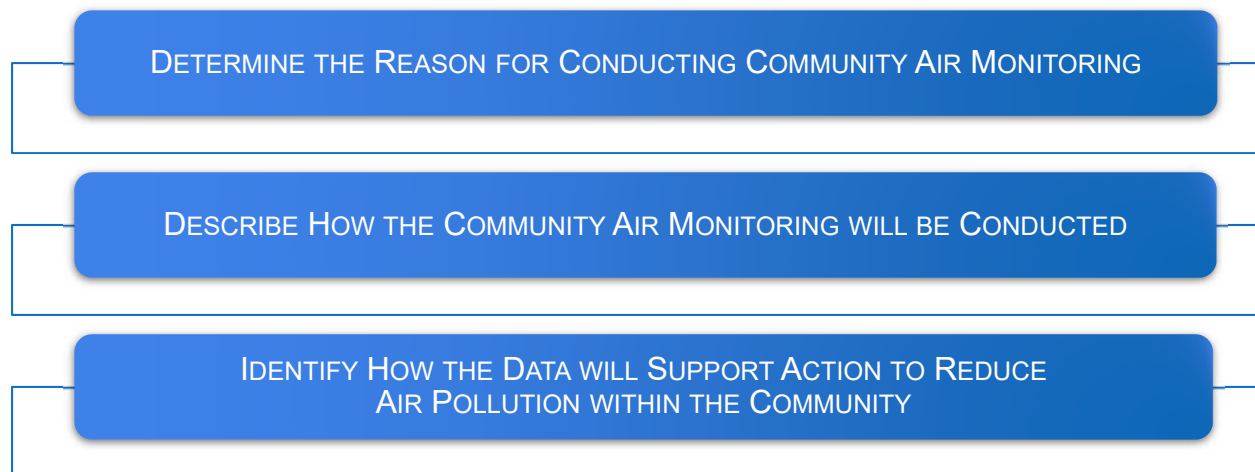 DETERMINE THE REASON FOR CONDUCTING COMMUNITY AIR MONITORING
DESCRIBE HOW THE COMMUNITY AIR MONITORING WILL BE CONDUCTED
IDENTIFY HOW THE DATA WILL SUPPORT ACTION TO REDUCE
AIR POLLUTION WITHIN THE COMMUNITY